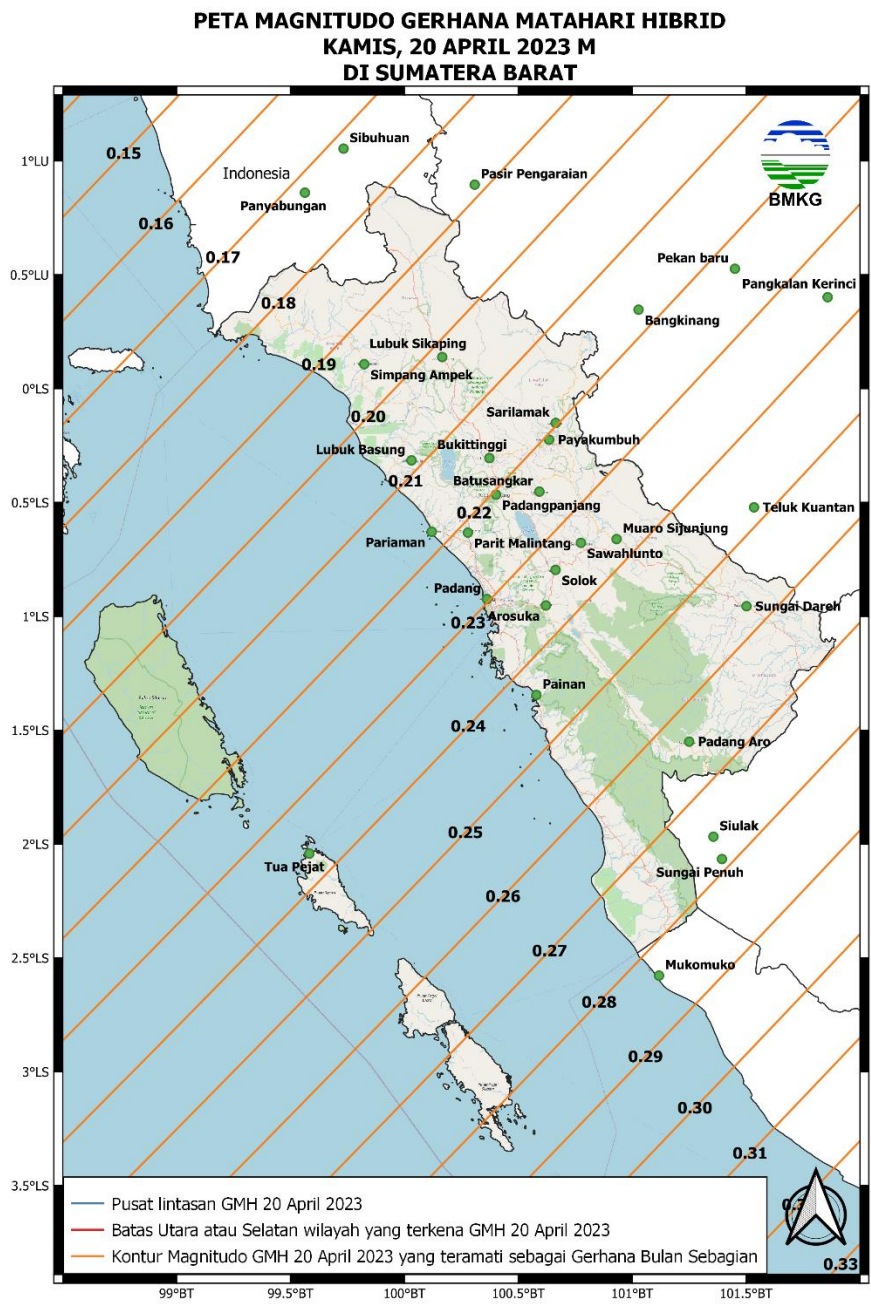 PETA MAGNITUDO GERHANA MATAHARI HIBRID
KAMIS, 20 APRIL 2023 M
DI SUMATERA BARAT
BMKG
1°LU
0.5°LU
0°LS
0.5°LS
1°LS
1.5°LS
2°LS
2.5°LS
3°LS
3.5°LS
0.15
Sibuhuan
Indonesia
Pasir Pengaraian
Panyabungan
0.16
0.17
Pekan baru
Pangkalan Kerinci
0.18
Bangkinang
Lubuk Sikaping
0.19
Simpang Ampek
0.20
Sarilamak
Bukittinggi
Payakumbuh
Lubuk Basung
0.21
Batusangkar
Padangpanjang
Teluk Kuantan
0.22
Muaro Sijunjung
Pariaman
Parit Malintang
Sawahlunto
Solok
Padang
Arosuka
Sungai Dareh
0.23
Painan
0.24
Padang Aro
0.25
Siulak
Tua Pejat
Sungai Penuh
0.26
0.27
Mukomuko
0.28
0.29
0.30
0.31
0.33
Pusat lintasan GMH 20 April 2023
Batas Utara atau Selatan wilayah yang terkena GMH 20 April 2023
Kontur Magnitudo GMH 20 April 2023 yang teramati sebagai Gerhana Bulan Sebagian
99°BT
99.5°BT
100°BT
100.5°BT
101°BT
101.5°BT